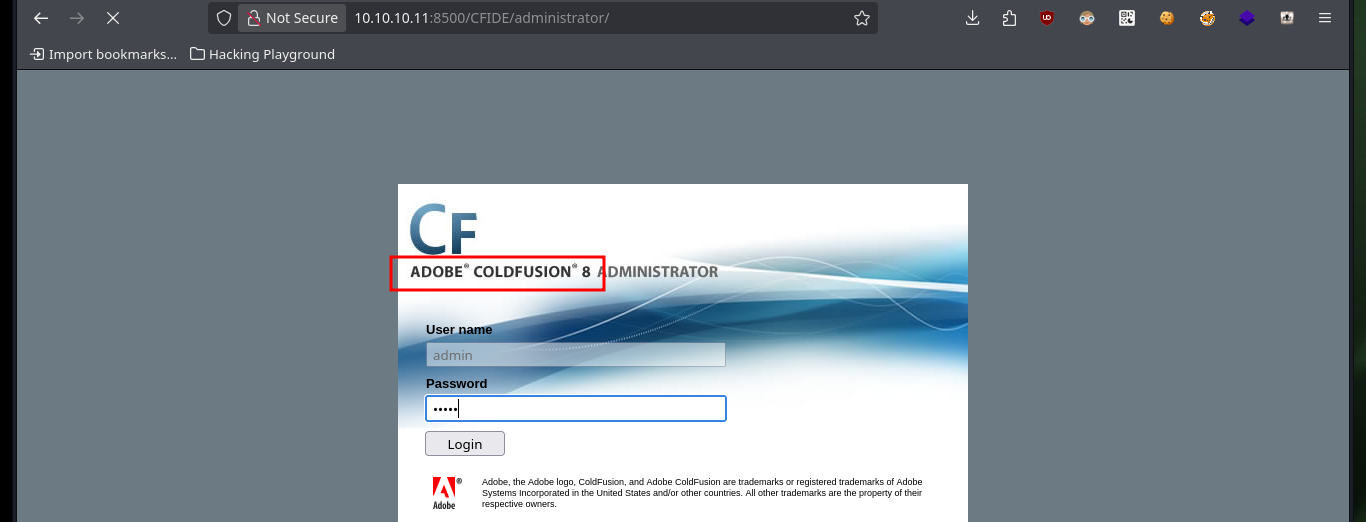 Not Secure 10.10.10.11:8500/CFIDE/administrator/
Import bookmarks... Hacking Playground
CF
ADOBE® COLDFUSION® 8 ADMINISTRATOR
User name
admin
Password
•••••
Login
Adobe, the Adobe logo, ColdFusion, and Adobe ColdFusion are trademarks or registered trademarks of Adobe
Systems Incorporated in the United States and/or other countries. All other trademarks are the property of their
respective owners.
Adobe